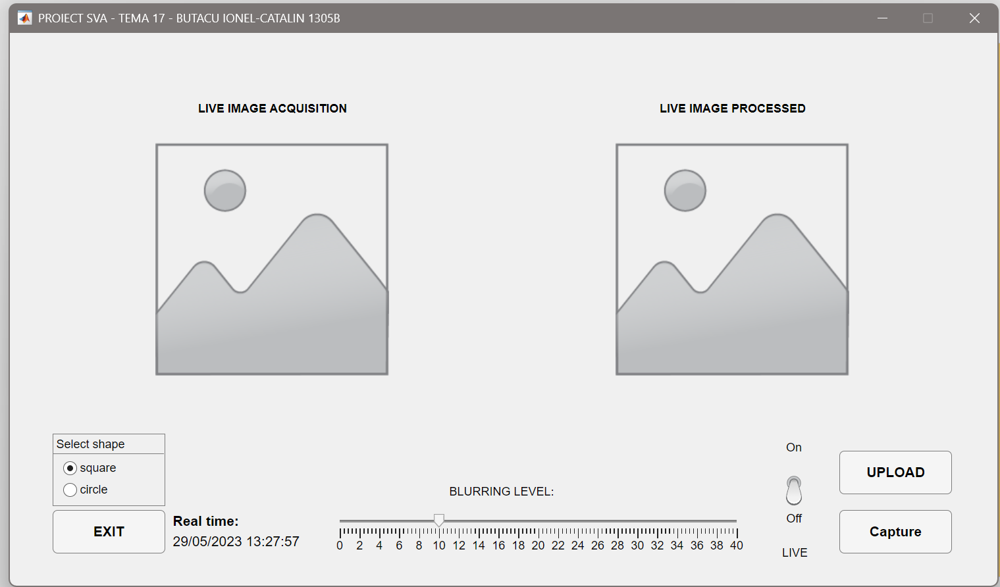 PROIECT SVA - TEMA 17 - BUTACU IONEL-CATALIN 1305B
LIVE IMAGE ACQUISITION
LIVE IMAGE PROCESSED
Select shape
square
circle
EXIT
Real time:
29/05/2023 13:27:57
BLURRING LEVEL:
0 2 4 6 8 10 12 14 16 18 20 22 24 26 28 30 32 34 36 38 40
On
Off
LIVE
UPLOAD
Capture